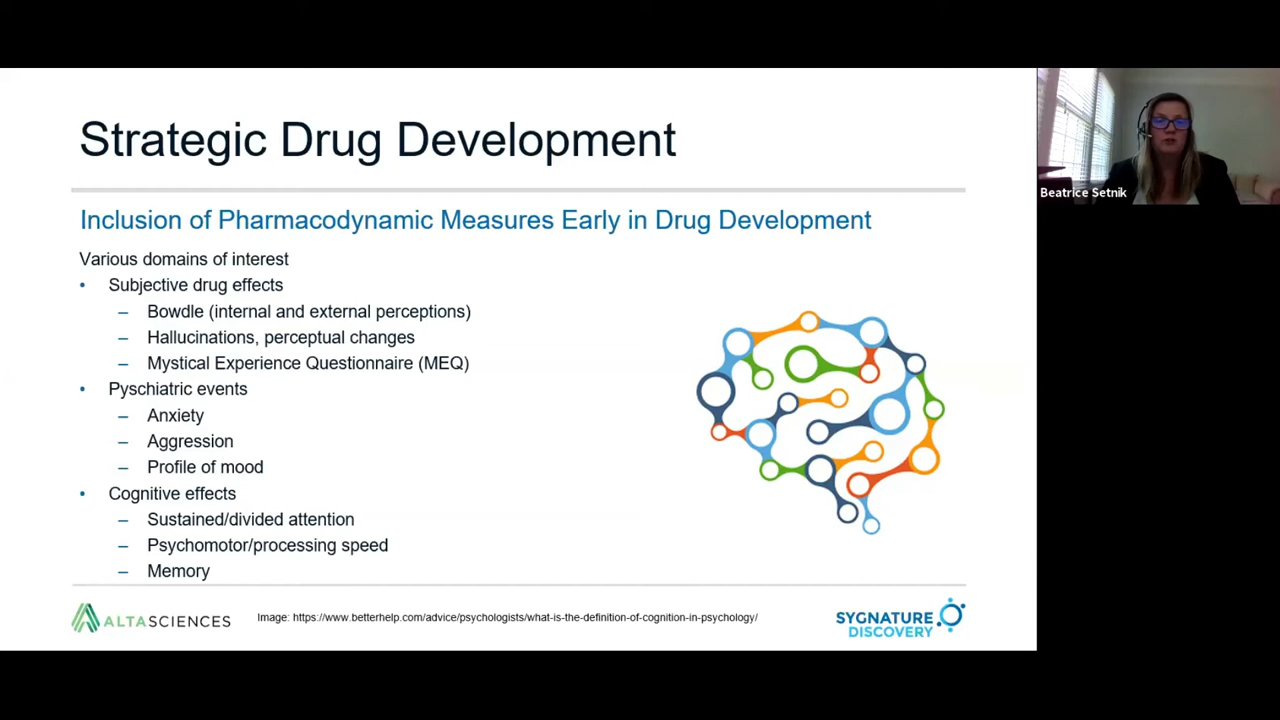 Strategic Drug Development
Inclusion of Pharmacodynamic Measures Early in Drug Development
Various domains of interest
• Subjective drug effects
– Bowdle (internal and external perceptions)
– Hallucinations, perceptual changes
– Mystical Experience Questionnaire (MEQ)
• Pyschiatric events
– Anxiety
– Aggression
– Profile of mood
• Cognitive effects
– Sustained/divided attention
– Psychomotor/processing speed
– Memory
ALTASCIENCES
Image: https://www.betterhelp.com/advice/psychologists/what-is-the-definition-of-cognition-in-psychology/
SYGNATURE
DISCOVERY
Beatrice Setnik